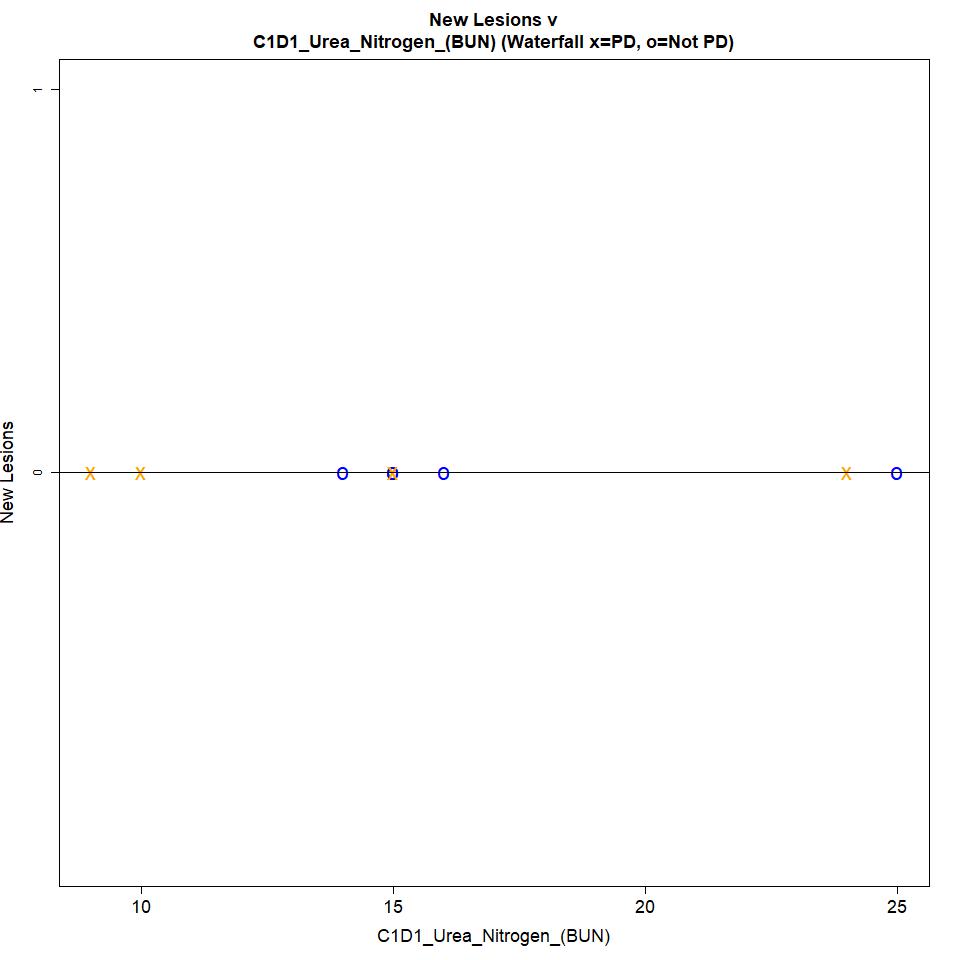 New Lesions v
C1D1_Urea_Nitrogen_(BUN) (Waterfall x=PD, o=Not PD)
1
New Lesions
0
x x o o x o x o
10 15 20 25
C1D1_Urea_Nitrogen_(BUN)